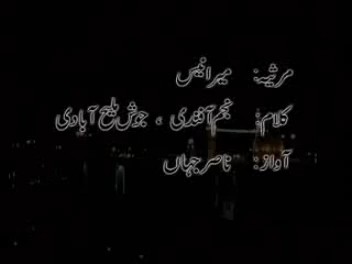 مرثیہ: میر انیس
کلام: نجم آفندی ، جوش ملیح آبادی
آواز: ناصر جہاں